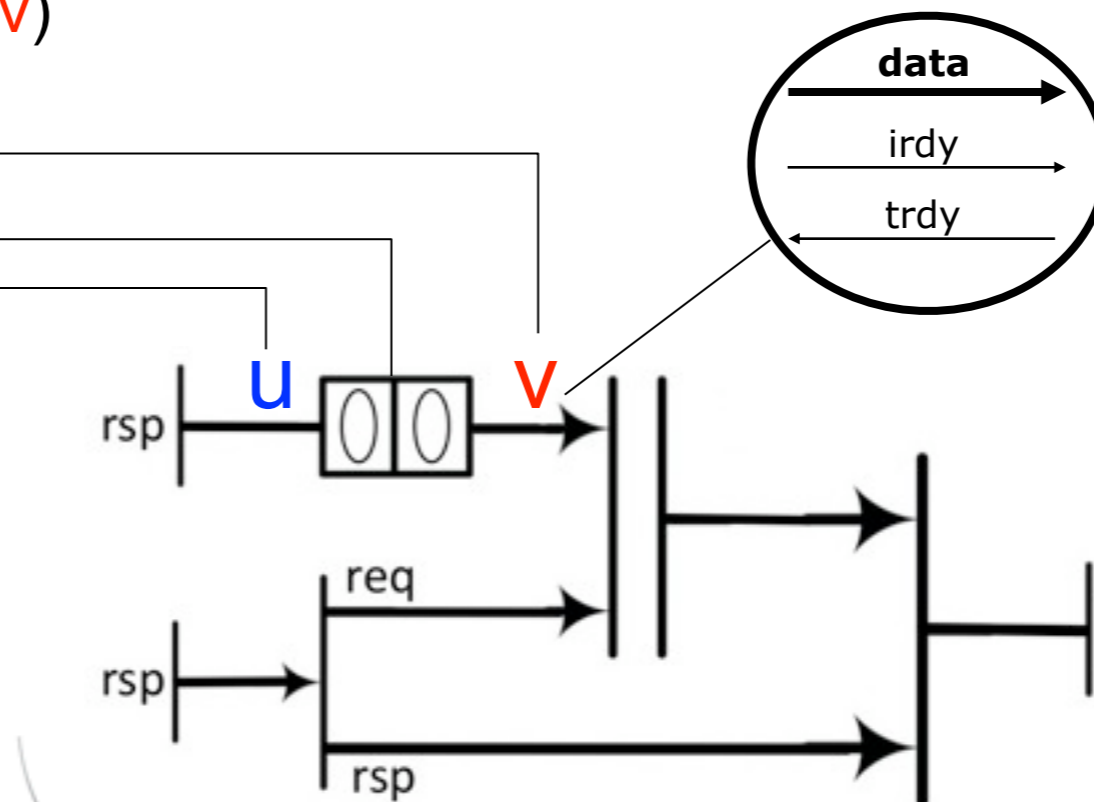 v)
data
irdy
trdy
u
v
rsp
req
rsp
rsp